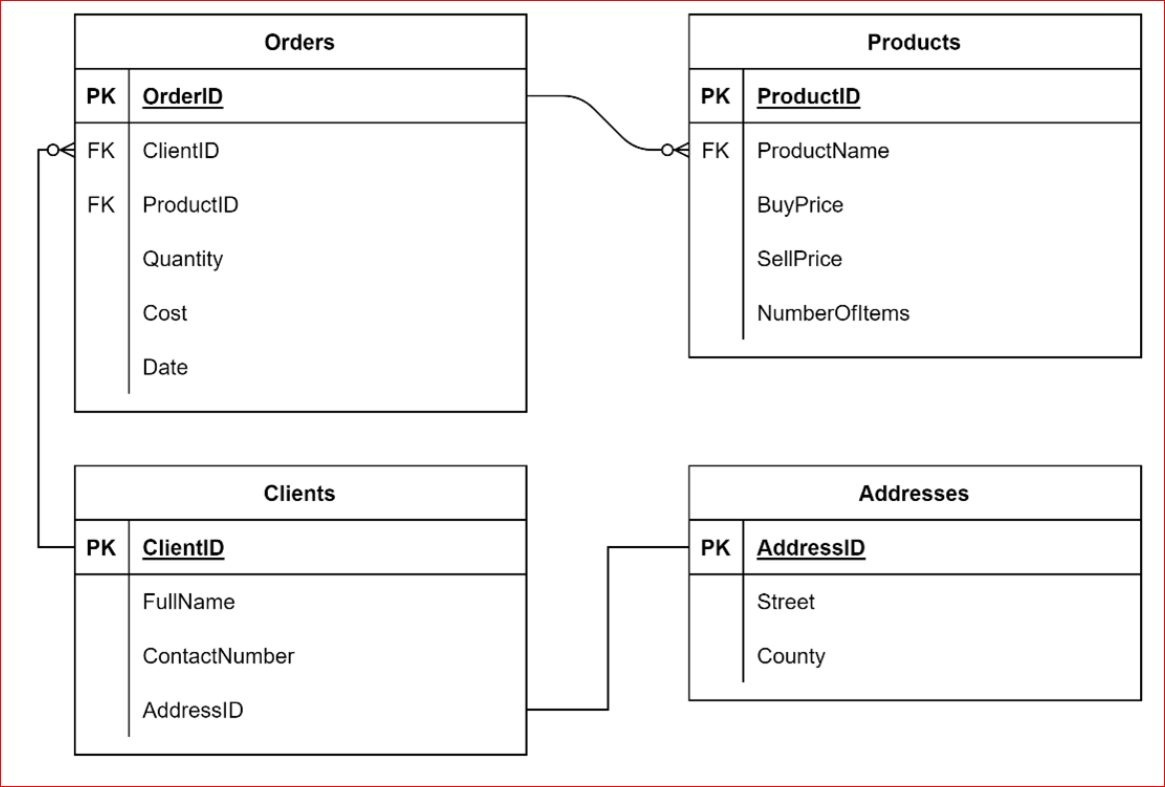 Orders
PK OrderID
FK ClientID
FK ProductID
Quantity
Cost
Date
Products
PK ProductID
FK ProductName
BuyPrice
SellPrice
NumberOfItems
Clients
PK ClientID
FullName
ContactNumber
AddressID
Addresses
PK AddressID
Street
County